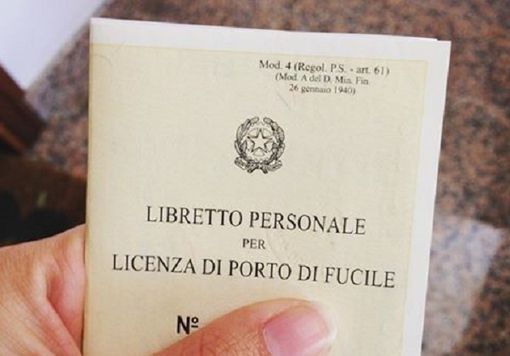 Mod. 4 (Regol. P.S. - art. 61)
(Mod. A del D. Min. Fin.
26 gennaio 1940)
LIBRETTO PERSONALE
PER
LICENZA DI PORTO DI FUCILE
Nº